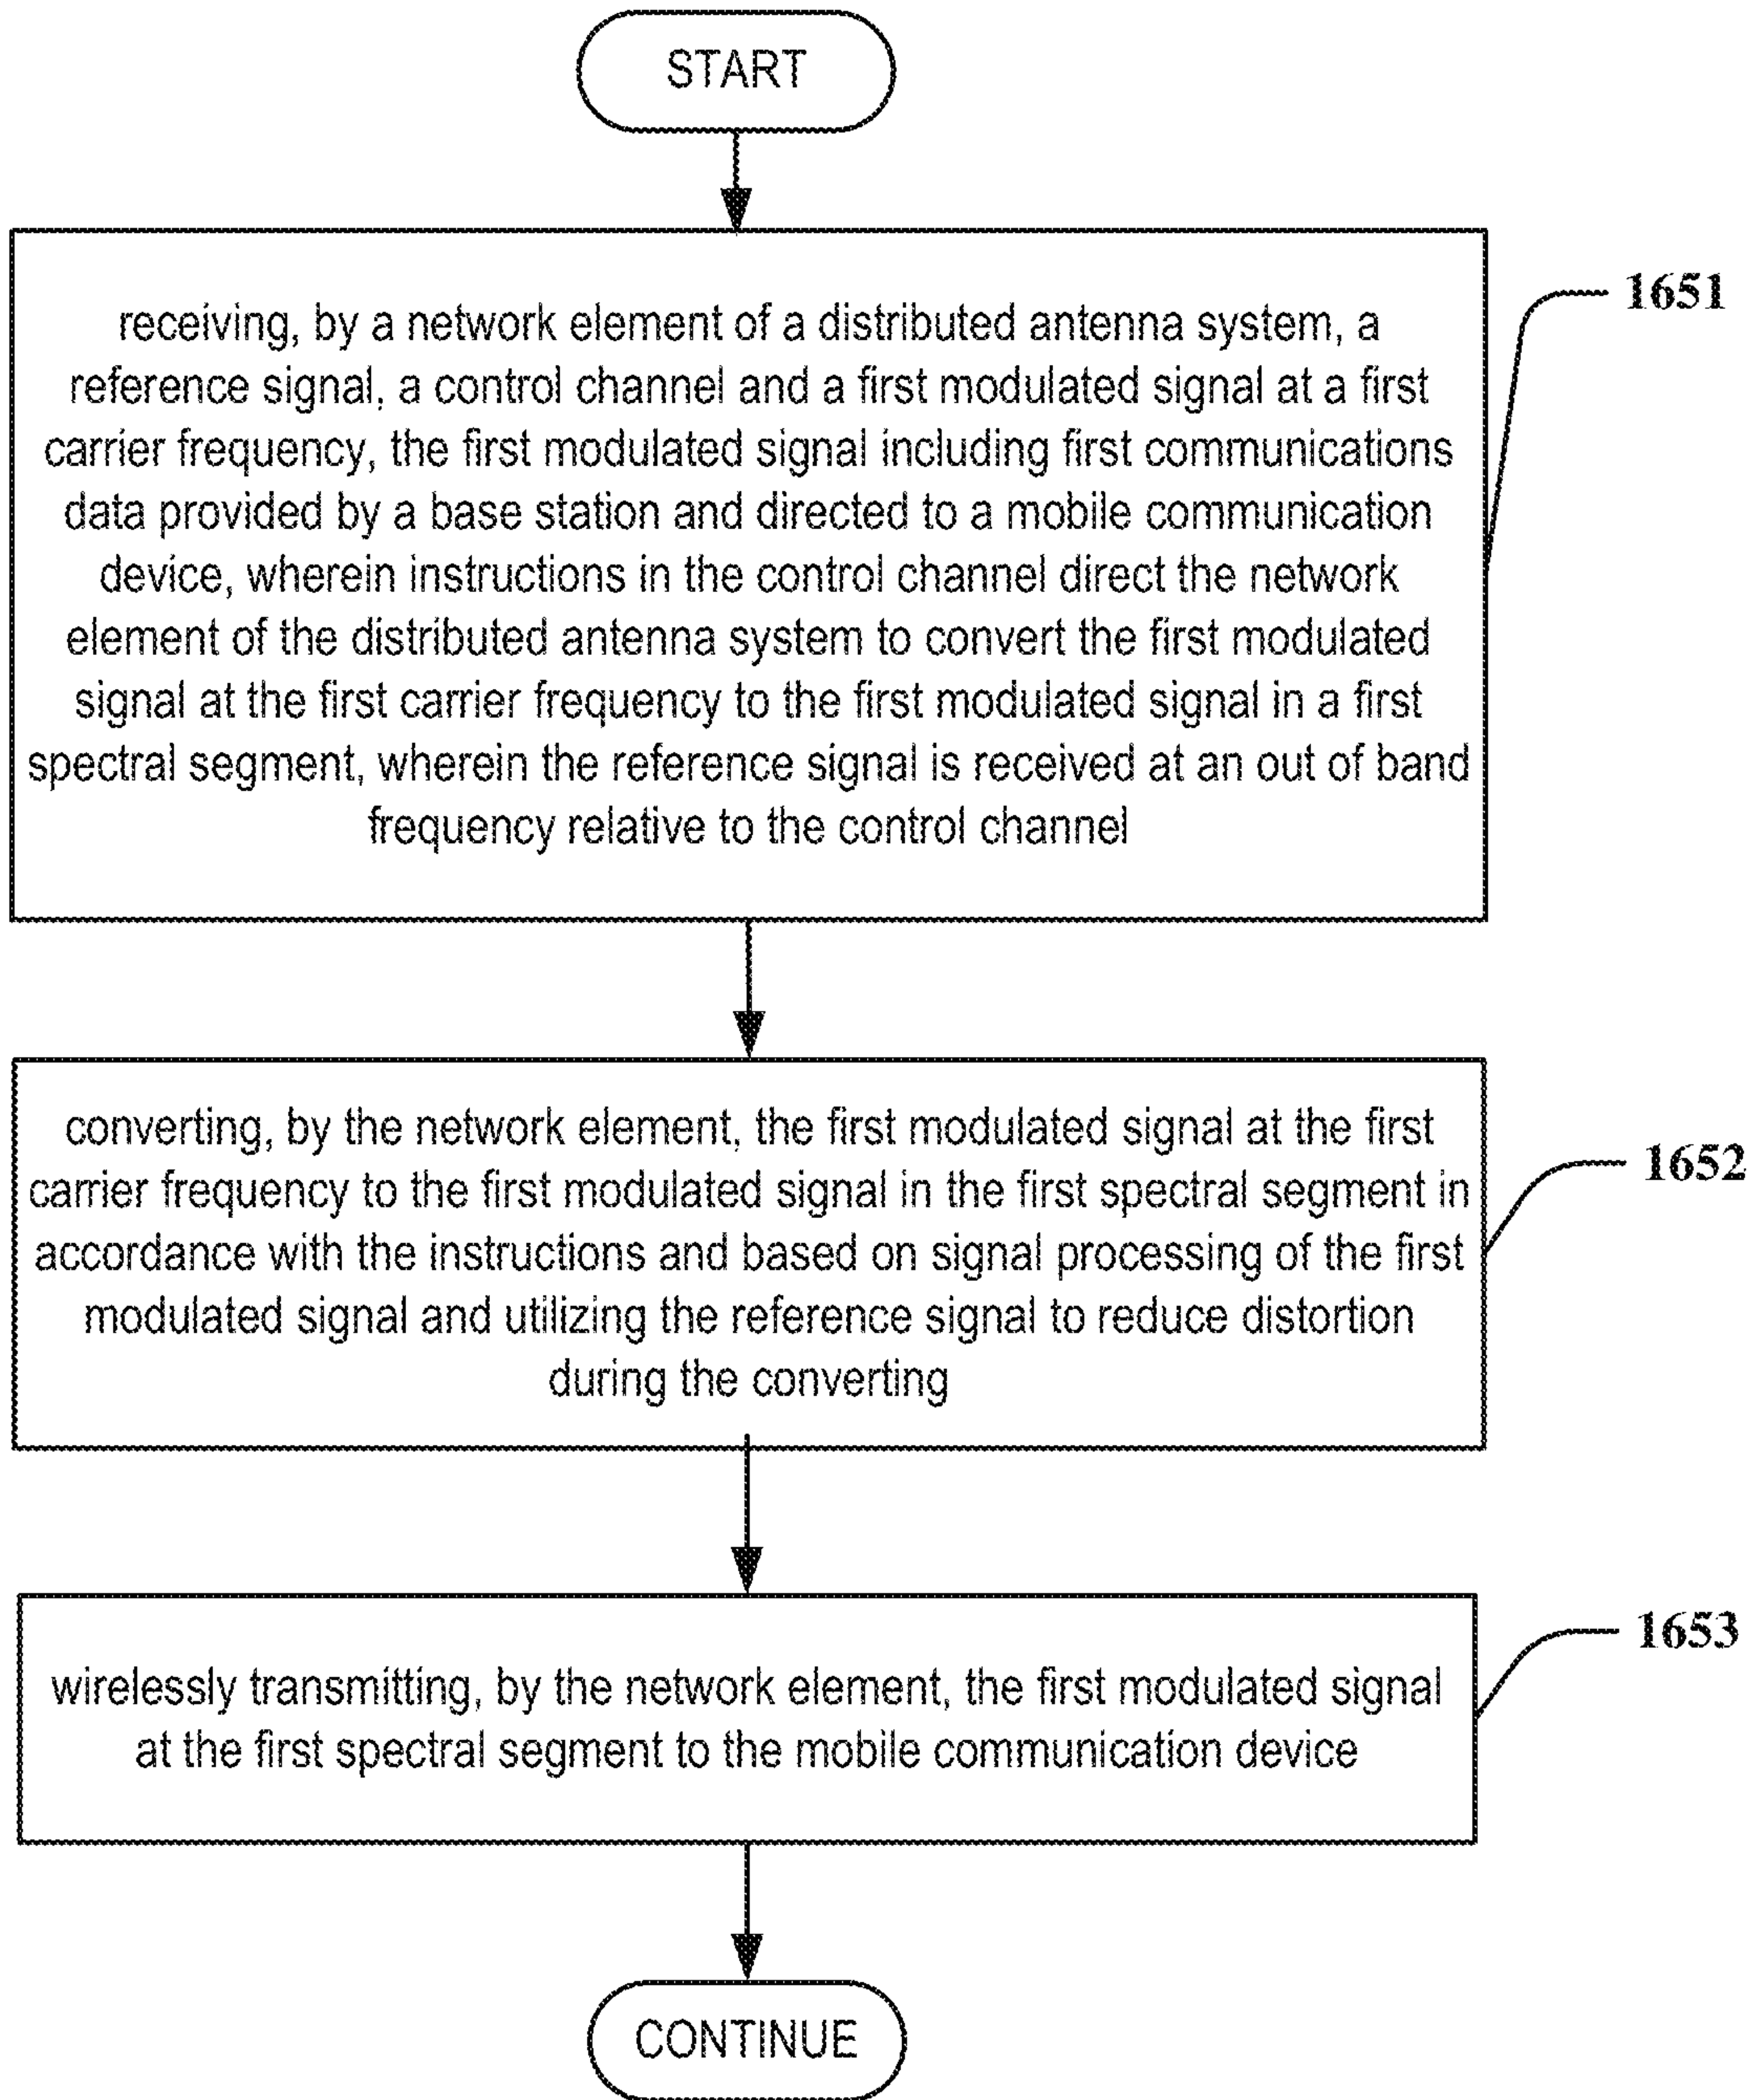 START
receiving, by a network element of a distributed antenna system, a
reference signal, a control channel and a first modulated signal at a first
carrier frequency, the first modulated signal including first communications
data provided by a base station and directed to a mobile communication
device, wherein instructions in the control channel direct the network
element of the distributed antenna system to convert the first modulated
signal at the first carrier frequency to the first modulated signal in a first
spectral segment, wherein the reference signal is received at an out of band
frequency relative to the control channel
1651
converting, by the network element, the first modulated signal at the first
carrier frequency to the first modulated signal in the first spectral segment in
accordance with the instructions and based on signal processing of the first
modulated signal and utilizing the reference signal to reduce distortion
during the converting
1652
wirelessly transmitting, by the network element, the first modulated signal
at the first spectral segment to the mobile communication device
1653
CONTINUE